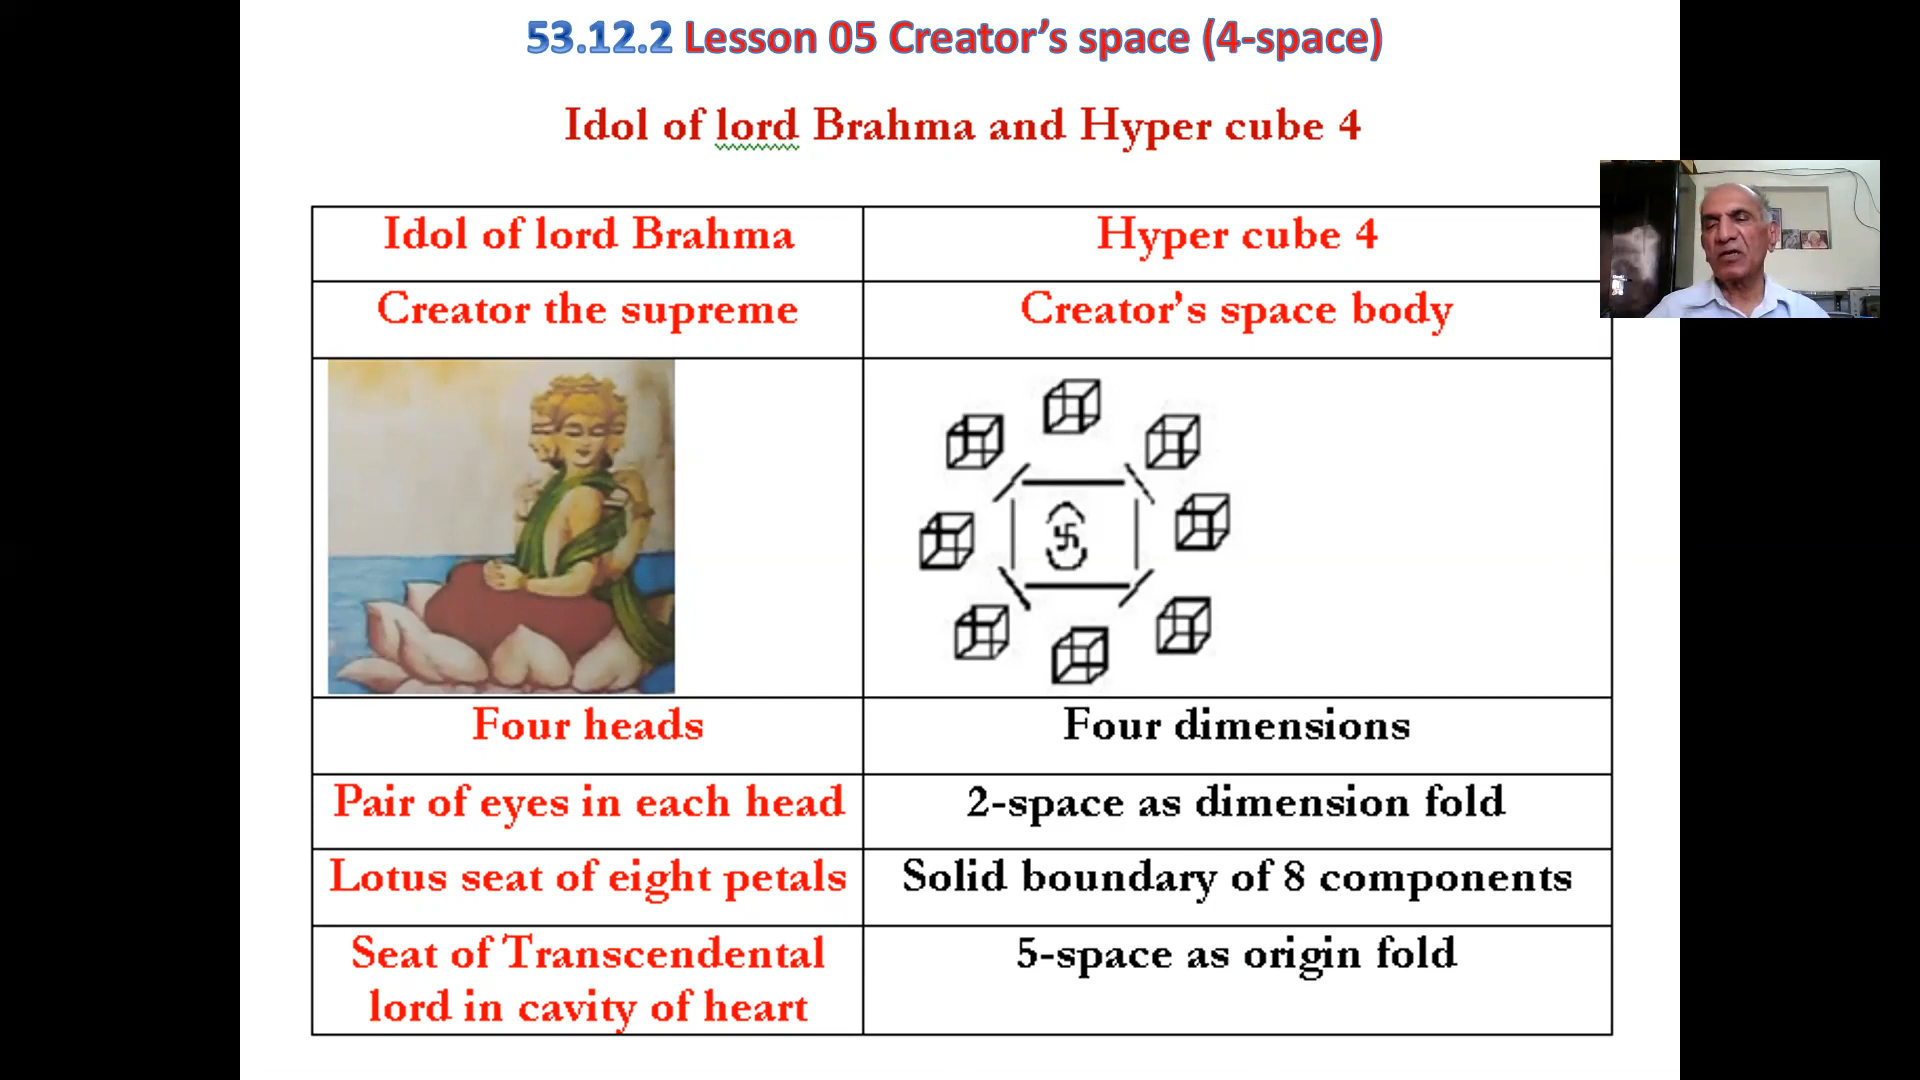 53.12.2 Lesson 05 Creator’s space (4-space)
Idol of lord Brahma and Hyper cube 4
Idol of lord Brahma
Hyper cube 4
Creator the supreme
Creator's space body
Four heads
Four dimensions
Pair of eyes in each head
2-space as dimension fold
Lotus seat of eight petals
Solid boundary of 8 components
Seat of Transcendental
lord in cavity of heart
5-space as origin fold